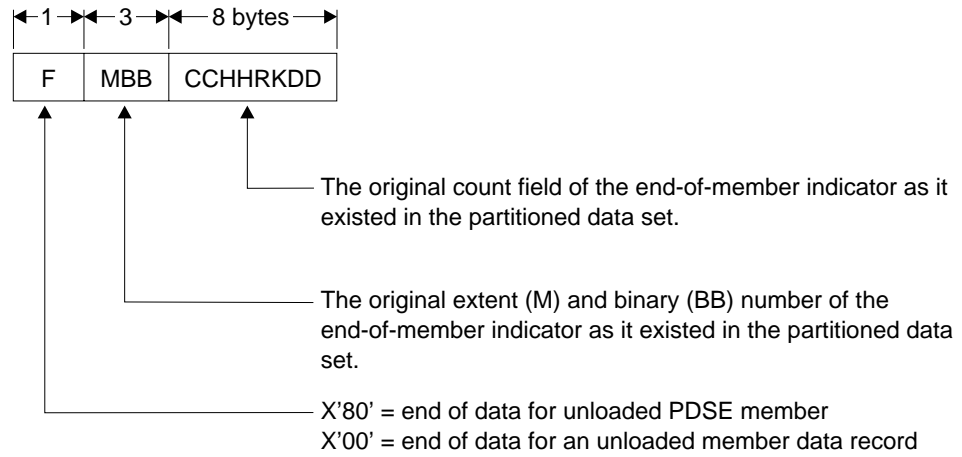 1 3 8 bytes
F MBB CCHHRKDD
The original count field of the end-of-member indicator as it
existed in the partitioned data set.
The original extent (M) and binary (BB) number of the
end-of-member indicator as it existed in the partitioned data
set.
X'80' = end of data for unloaded PDSE member
X'00' = end of data for an unloaded member data record